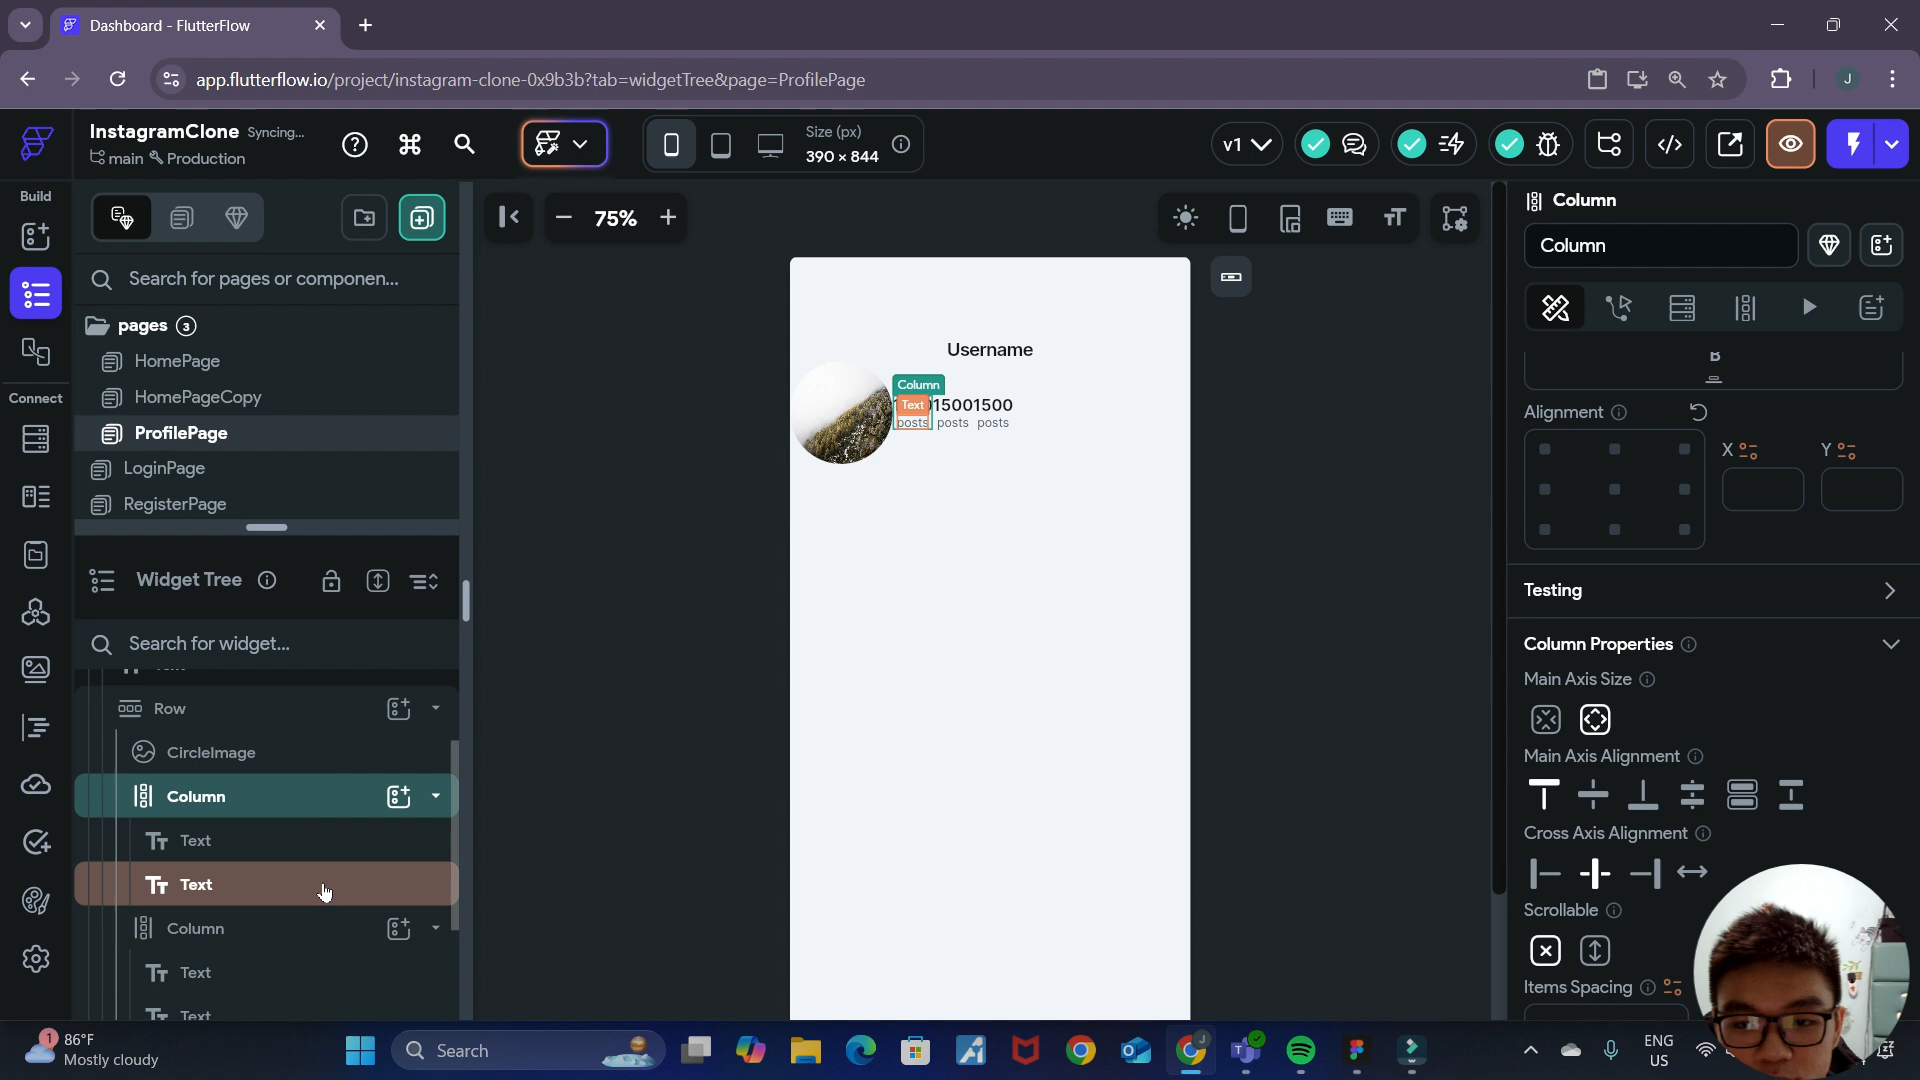 Dashboard - FlutterFlow
app.flutterflow.io/project/instagram-clone-0x9b3b?tab=widgetTree&page=ProfilePage
J
InstagramClone Syncing...
main Production
Size (px)
390 × 844
v1
Build
Connect
75%
Search for pages or componen...
pages 3
HomePage
HomePageCopy
ProfilePage
LoginPage
RegisterPage
Widget Tree
Search for widget...
Row
CircleImage
Column
Text
Text
Column
Text
Text
Username
Column
Text
15001500
posts posts posts
Column
Column
B
Alignment
X
Y
Testing
Column Properties
Main Axis Size
Main Axis Alignment
Cross Axis Alignment
Scrollable
Items Spacing
1
86°F
Mostly cloudy
Search
J
ENG
US